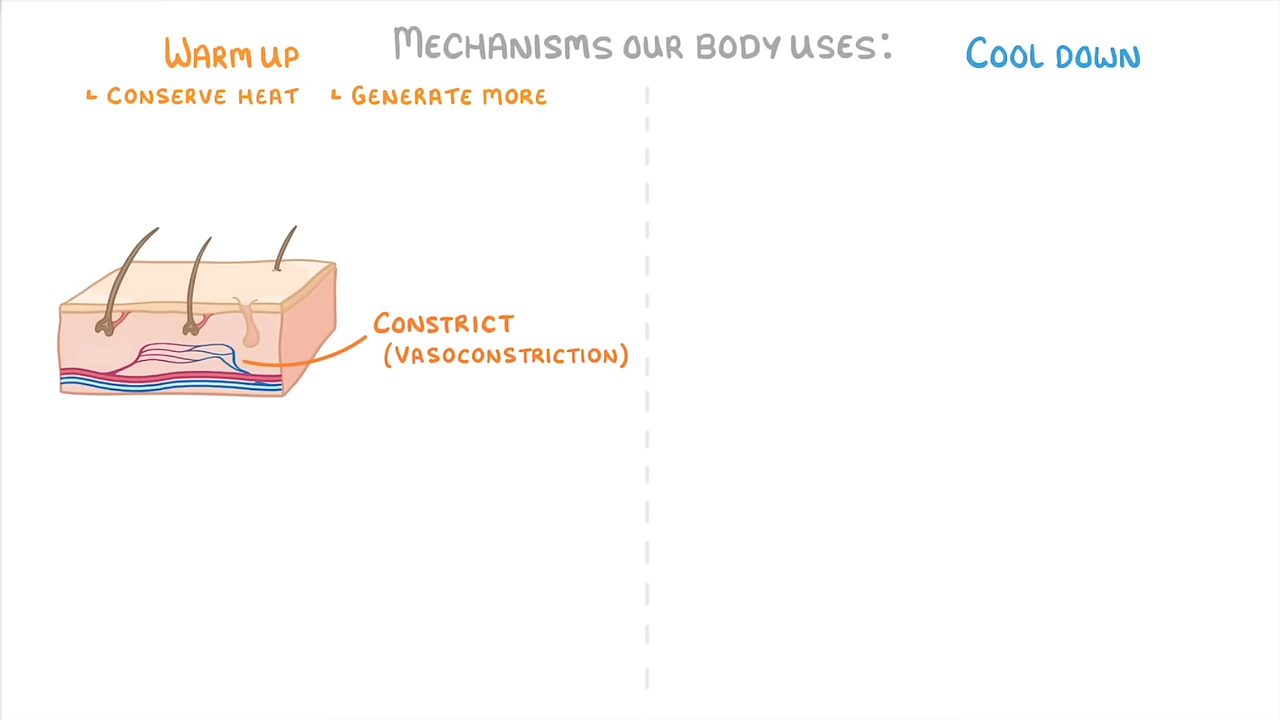 MECHANISMS OUR BODY USES:
WARM UP
CONSERVE HEAT
GENERATE MORE
COOL DOWN
CONSTRICT
(VASOCONSTRICTION)